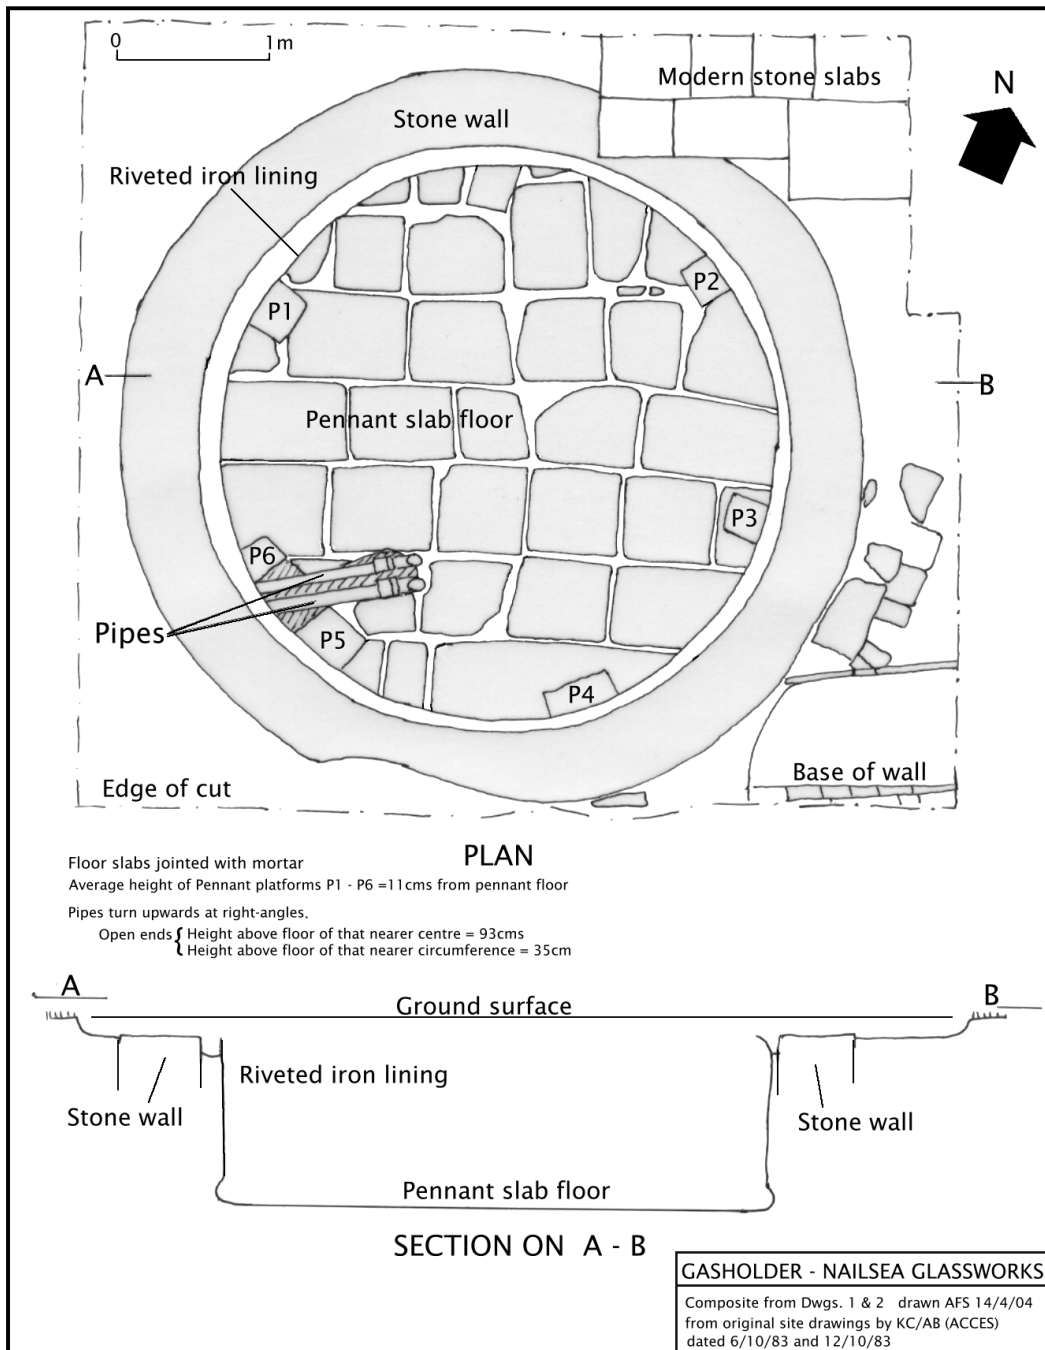 0 1m
Modern stone slabs
N
Stone wall
Riveted iron lining
P2
P1
A
B
Pennant slab floor
P3
P6
Pipes
P5
P4
Base of wall
Edge of cut
PLAN
Floor slabs jointed with mortar
Average height of Pennant platforms P1 - P6 =11cms from pennant floor
Pipes turn upwards at right-angles.
Open ends { Height above floor of that nearer centre = 93cms
Height above floor of that nearer circumference = 35cm
A
B
Ground surface
Riveted iron lining
Stone wall
Stone wall
Pennant slab floor
SECTION ON A - B
GASHOLDER - NAILSEA GLASSWORKS
Composite from Dwgs. 1 & 2 drawn AFS 14/4/04
from original site drawings by KC/AB (ACCES)
dated 6/10/83 and 12/10/83